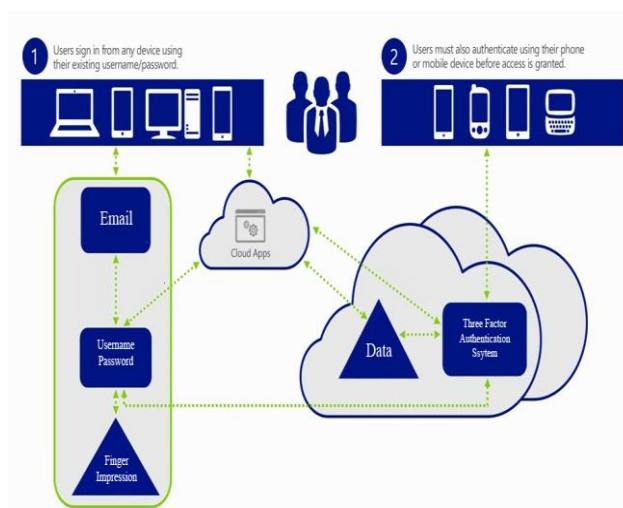 1
Users sign in from any device using
their existing username/password.
2
Users must also authenticate using their phone
or mobile device before access is granted.
Email
Cloud Apps
Username
Password
Data
Three Factor
Authentication
Ssytem
Finger
Impression